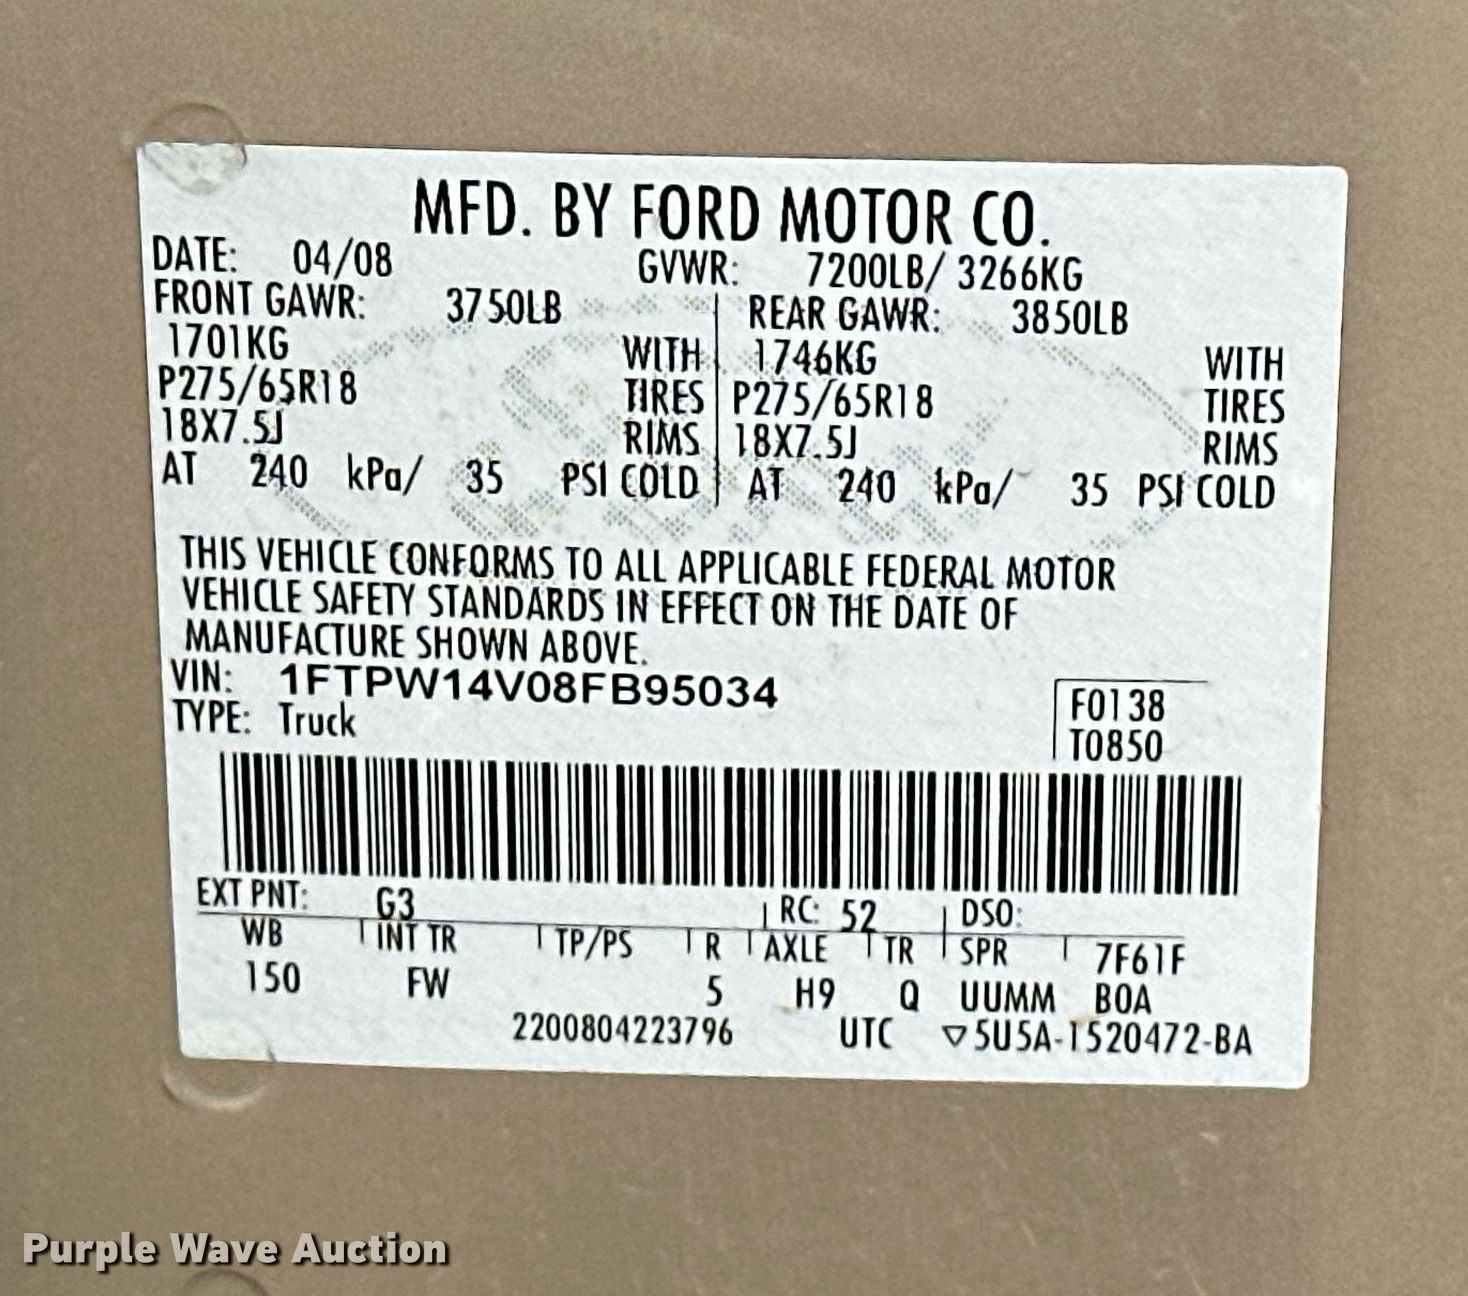 MFD. BY FORD MOTOR CO.
DATE: 04/08 GVWR: 7200LB/ 3266KG
FRONT GAWR: 3750LB REAR GAWR: 3850LB
1701KG WITH 1746KG WITH
P275/65R18 TIRES P275/65R18 TIRES
18X7.5J RIMS 18X7.5J RIMS
AT 240 kPa/ 35 PSI COLD AT 240 kPa/ 35 PSI COLD
THIS VEHICLE CONFORMS TO ALL APPLICABLE FEDERAL MOTOR
VEHICLE SAFETY STANDARDS IN EFFECT ON THE DATE OF
MANUFACTURE SHOWN ABOVE.
VIN: 1FTPW14V08FB95034
F0138
TYPE: Truck
T0850
EXT PNT: G3 RC: 52 DSO:
WB INT TR TP/PS R AXLE TR SPR 7F61F
150 FW 5 H9 Q UUMM BOA
2200804223796 UTC ▽5U5A-1520472-BA
Purple Wave Auction